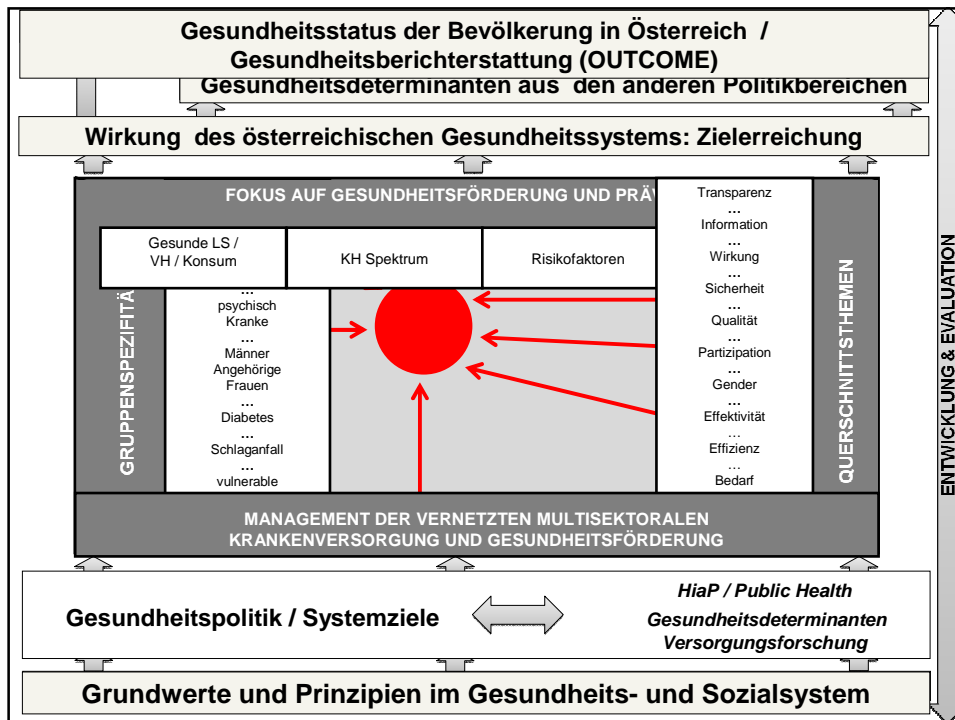 Gesundheitsstatus der Bevölkerung in Österreich /
Gesundheitsberichterstattung (OUTCOME)
Gesundheitsdeterminanten aus den anderen Politikbereichen
Wirkung des österreichischen Gesundheitssystems: Zielerreichung
FOKUS AUF GESUNDHEITSFÖRDERUNG UND
Gesunde LS /
VH / Konsum
KH Spektrum
Risikofaktoren
GRUPPENSPEZIFITÄ
...
psychisch
Kranke
...
Männer
Angehörige
Frauen
...
Diabetes
...
Schlaganfall
...
vulnerable
Transparenz
...
Information
...
Wirkung
...
Sicherheit
...
Qualität
...
Partizipation
...
Gender
...
Effektivität
...
Effizienz
...
Bedarf
QUERSCHNITTSTHEMEN
ENTWICKLUNG & EVALUATION
MANAGEMENT DER VERNETZTEN MULTISEKTORALEN
KRANKENVERSORGUNG UND GESUNDHEITSFÖRDERUNG
Gesundheitspolitik / Systemziele
HiaP / Public Health
Gesundheitsdeterminanten
Versorgungsforschung
Grundwerte und Prinzipien im Gesundheits- und Sozialsystem